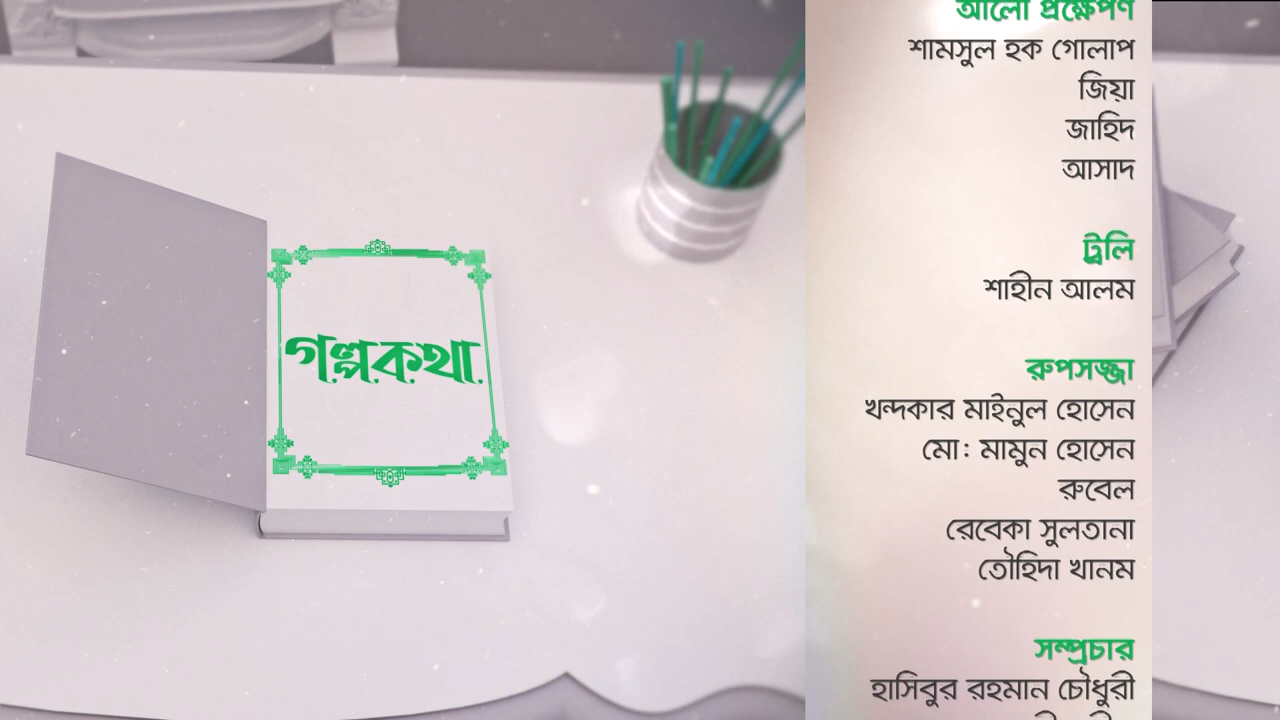 গল্পকথা
আলো প্রক্ষেপণ
শামসুল হক গোলাপ
জিয়া
জাহিদ
আসাদ
ট্রলি
শাহীন আলম
রুপসজ্জা
খন্দকার মাইনুল হোসেন
মো: মামুন হোসেন
রুবেল
রেবেকা সুলতানা
তৌহিদা খানম
সম্প্রচার
হাসিবুর রহমান চৌধুরী